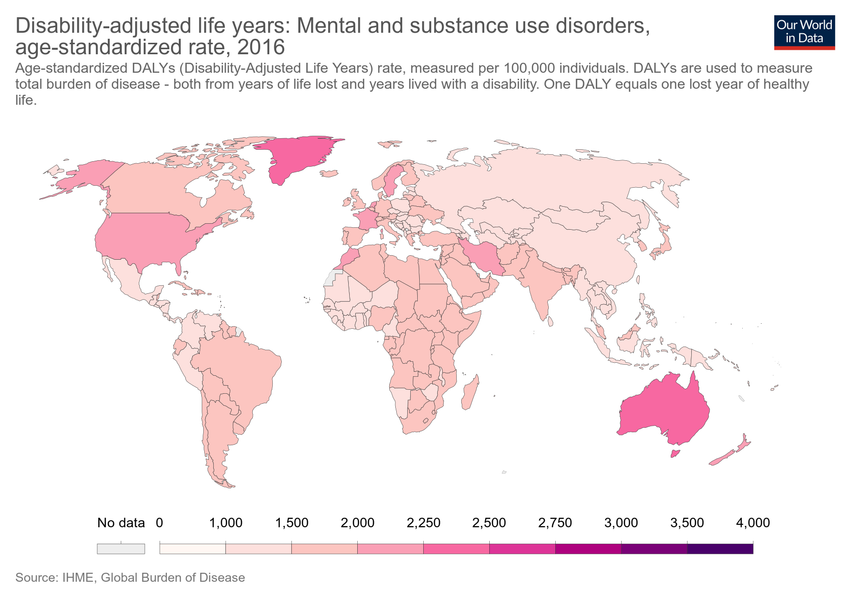 Disability-adjusted life years: Mental and substance use disorders,
age-standardized rate, 2016
Our World
in Data
Age-standardized DALYs (Disability-Adjusted Life Years) rate, measured per 100,000 individuals. DALYs are used to measure
total burden of disease - both from years of life lost and years lived with a disability. One DALY equals one lost year of healthy
life.
No data 0 1,000 1,500 2,000 2,250 2,500 2,750 3,000 3,500 4,000
Source: IHME, Global Burden of Disease